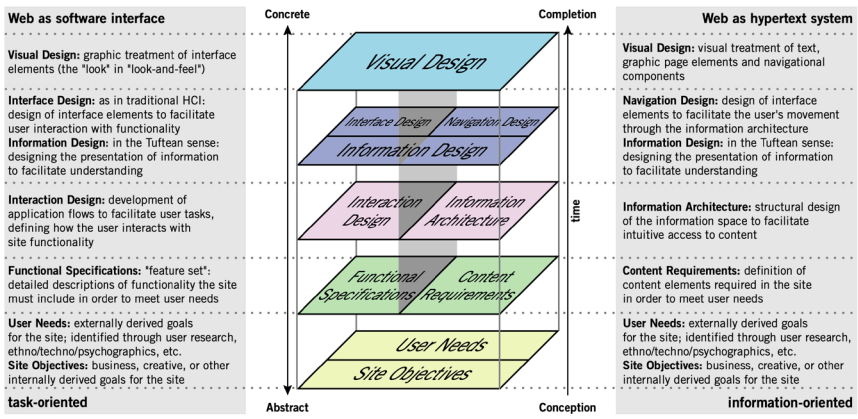 Web as software interface
Concrete
Completion
Web as hypertext system
Visual Design: graphic treatment of interface
elements (the "look" in "look-and-feel")
Visual Design
Visual Design: visual treatment of text,
graphic page elements and navigational
components
Interface Design: as in traditional HCI:
design of interface elements to facilitate
user interaction with functionality
Information Design: in the Tuftean sense:
designing the presentation of information
to facilitate understanding
Interface Design
Navigation Design
Information Design
Navigation Design: design of interface
elements to facilitate the user's movement
through the information architecture
Information Design: in the Tuftean sense:
designing the presentation of information
to facilitate understanding
Interaction Design: development of
application flows to facilitate user tasks,
defining how the user interacts with
site functionality
Interaction
Design
Information
Architecture
time
Information Architecture: structural design
of the information space to facilitate
intuitive access to content
Functional Specifications: "feature set":
detailed descriptions of functionality the site
must include in order to meet user needs
Functional
Specifications
Content
Requirements
Content Requirements: definition of
content elements required in the site
in order to meet user needs
User Needs: externally derived goals
for the site; identified through user research,
ethno/techno/psychographics, etc.
Site Objectives: business, creative, or other
internally derived goals for the site
User Needs
Site Objectives
User Needs: externally derived goals
for the site; identified through user research,
ethno/techno/psychographics, etc.
Site Objectives: business, creative, or other
internally derived goals for the site
task-oriented
Abstract
Conception
information-oriented